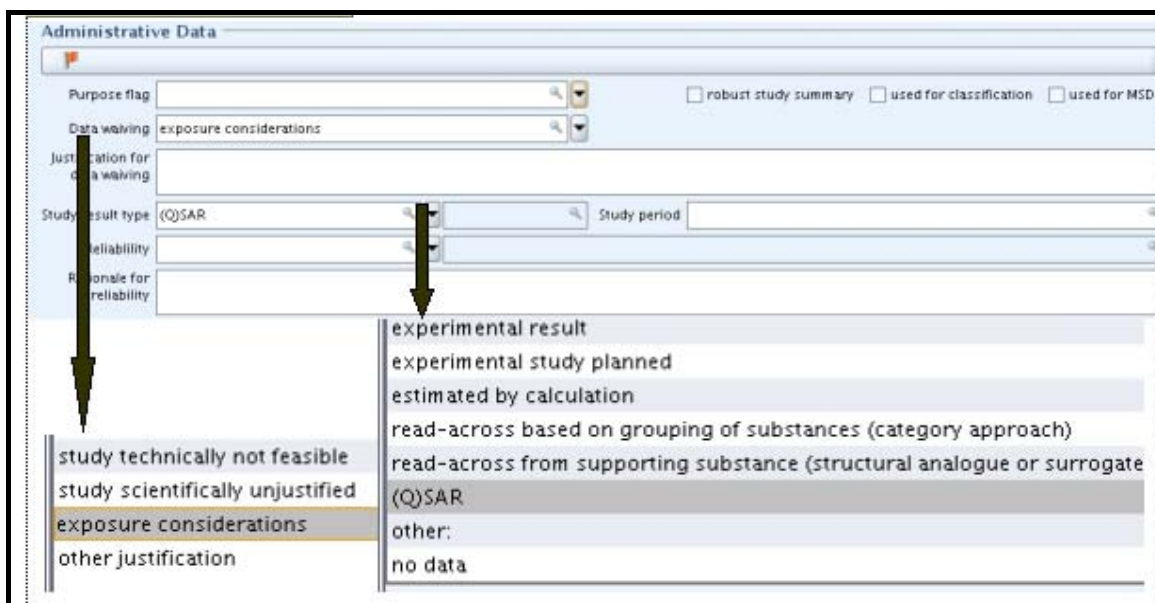 Administrative Data
Purpose flag
robust study summary used for classification used for MSD
Data waiving exposure considerations
Justification for
data waiving
Study result type (Q)SAR Study period
Reliability
Rationale for
reliability
experimental result
experimental study planned
estimated by calculation
read-across based on grouping of substances (category approach)
read-across from supporting substance (structural analogue or surrogate
(Q)SAR
other:
no data
study technically not feasible
study scientifically unjustified
exposure considerations
other justification